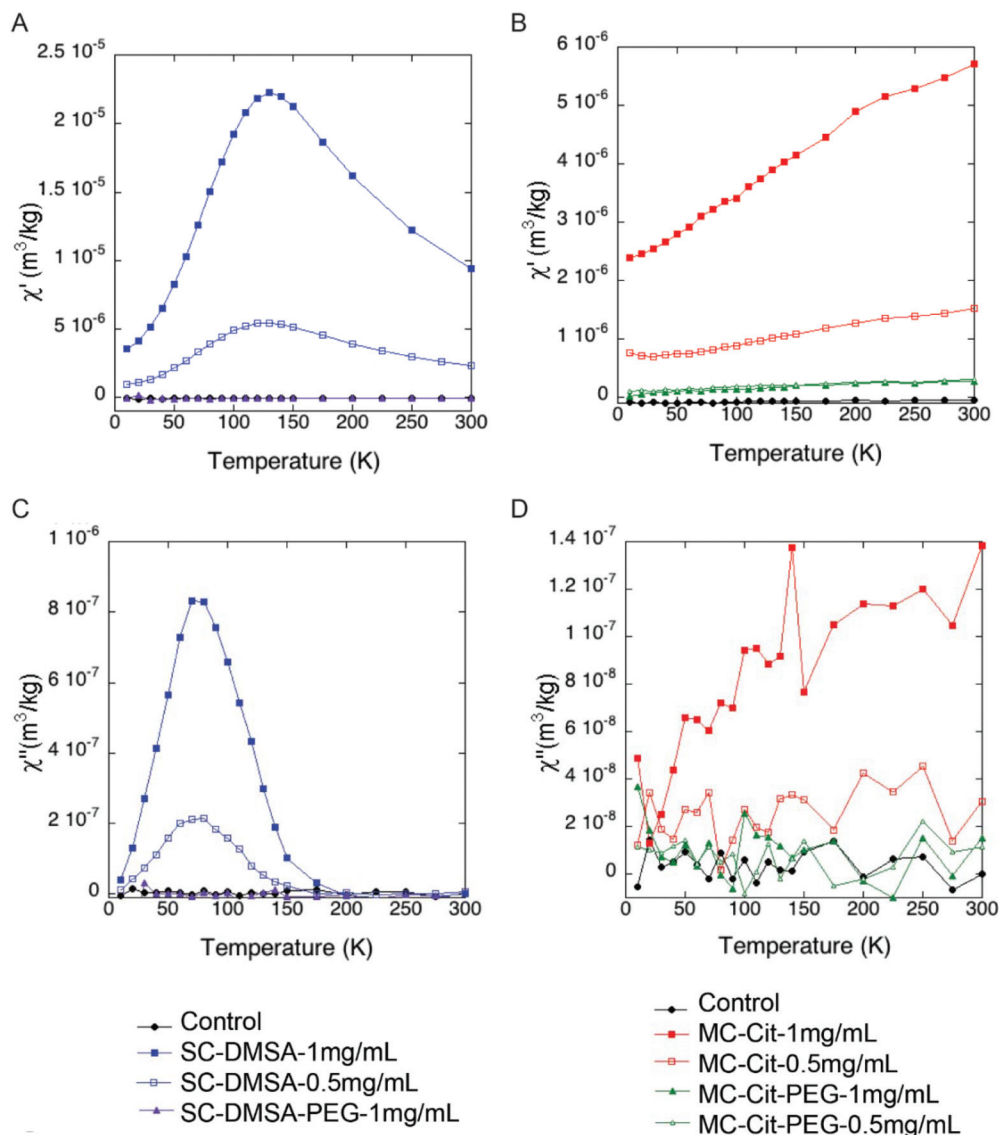 A
2.5 10⁻⁵
2 10⁻⁵
1.5 10⁻⁵
1 10⁻⁵
5 10⁻⁶
0
χ' (m³/kg)
0 50 100 150 200 250 300
Temperature (K)
B
6 10⁻⁶
5 10⁻⁶
4 10⁻⁶
3 10⁻⁶
2 10⁻⁶
1 10⁻⁶
0
χ' (m³/kg)
0 50 100 150 200 250 300
Temperature (K)
C
1 10⁻⁶
8 10⁻⁷
6 10⁻⁷
4 10⁻⁷
2 10⁻⁷
0
χ"(m³/kg)
0 50 100 150 200 250 300
Temperature (K)
D
1.4 10⁻⁷
1.2 10⁻⁷
1 10⁻⁷
8 10⁻⁸
6 10⁻⁸
4 10⁻⁸
2 10⁻⁸
0
χ"(m³/kg)
0 50 100 150 200 250 300
Temperature (K)
Control
SC-DMSA-1mg/mL
SC-DMSA-0.5mg/mL
SC-DMSA-PEG-1mg/mL
Control
MC-Cit-1mg/mL
MC-Cit-0.5mg/mL
MC-Cit-PEG-1mg/mL
MC-Cit-PEG-0.5mg/mL